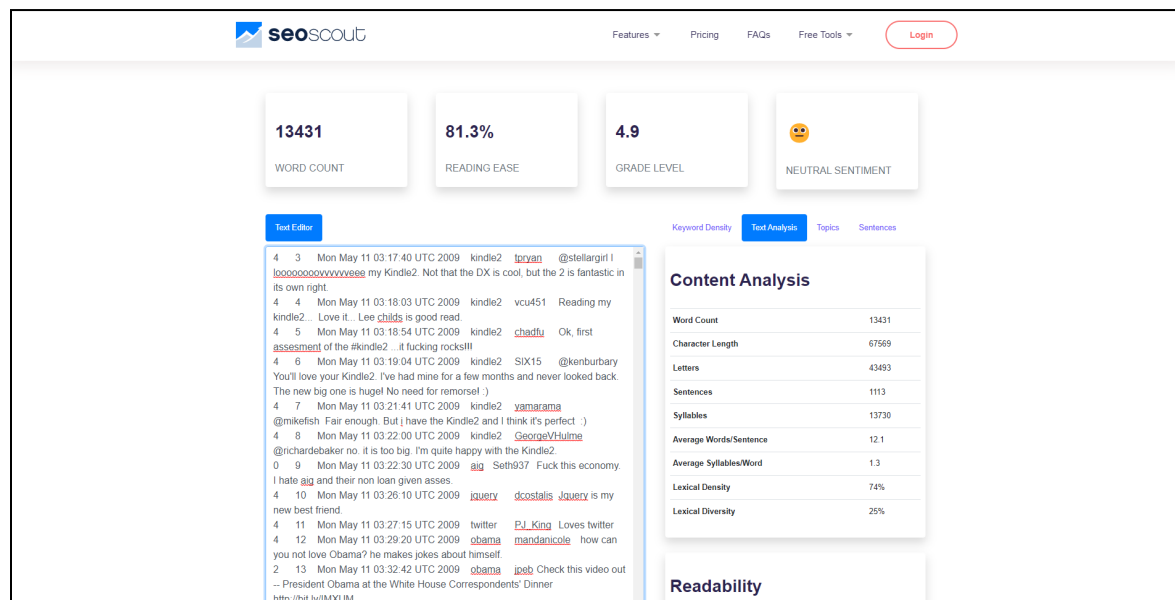 seoscout
Features
Pricing
FAQs
Free Tools
Login
13431
WORD COUNT
81.3%
READING EASE
4.9
GRADE LEVEL
NEUTRAL SENTIMENT
Text Editor
4 3 Mon May 11 03:17:40 UTC 2009 kindle2 tpryan @stellargirl I
loooooooovvvvvveee my Kindle2. Not that the DX is cool, but the 2 is fantastic in
its own right.
4 4 Mon May 11 03:18:03 UTC 2009 kindle2 vcu451 Reading my
kindle2... Love it... Lee childs is good read.
4 5 Mon May 11 03:18:54 UTC 2009 kindle2 chadfu Ok, first
assesment of the #kindle2 ...it fucking rocks!!!
4 6 Mon May 11 03:19:04 UTC 2009 kindle2 SIX15 @kenburbary
You'll love your Kindle2. I've had mine for a few months and never looked back.
The new big one is huge! No need for remorse! :)
4 7 Mon May 11 03:21:41 UTC 2009 kindle2 yamarama
@mikefish Fair enough. But i have the Kindle2 and I think it's perfect :)
4 8 Mon May 11 03:22:00 UTC 2009 kindle2 GeorgeVHulme
@richardebaker no. it is too big. I'm quite happy with the Kindle2.
0 9 Mon May 11 03:22:30 UTC 2009 aig Seth937 Fuck this economy.
I hate aig and their non loan given asses.
4 10 Mon May 11 03:26:10 UTC 2009 jquery dcostalis Jquery is my
new best friend.
4 11 Mon May 11 03:27:15 UTC 2009 twitter PJ_King Loves twitter
4 12 Mon May 11 03:29:20 UTC 2009 obama mandanicole how can
you not love Obama? he makes jokes about himself.
2 13 Mon May 11 03:32:42 UTC 2009 obama jpeb Check this video out
-- President Obama at the White House Correspondents' Dinner
http://bit.ly/IMXUM
Keyword Density
Text Analysis
Topics
Sentences
Content Analysis
Word Count 13431
Character Length 67569
Letters 43493
Sentences 1113
Syllables 13730
Average Words/Sentence 12.1
Average Syllables/Word 1.3
Lexical Density 74%
Lexical Diversity 25%
Readability